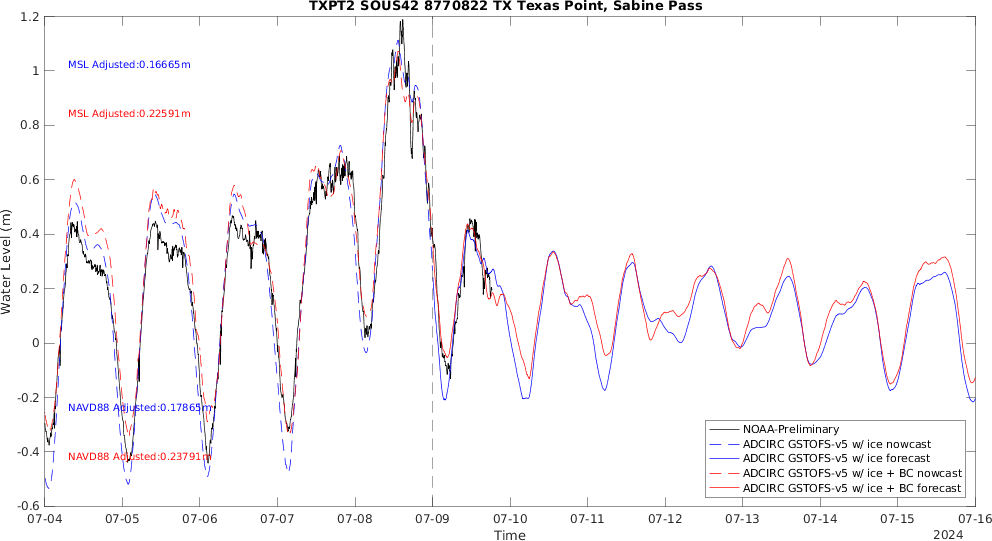 TXPT2 SOUS42 8770822 TX Texas Point, Sabine Pass
1.2
1
0.8
0.6
0.4
0.2
0
-0.2
-0.4
-0.6
Water Level (m)
MSL Adjusted:0.16665m
MSL Adjusted:0.22591m
NAVD88 Adjusted:0.17865m
NAVD88 Adjusted:0.23791m
NOAA-Preliminary
ADCIRC GSTOFS-v5 w/ ice nowcast
ADCIRC GSTOFS-v5 w/ ice forecast
ADCIRC GSTOFS-v5 w/ ice + BC nowcast
ADCIRC GSTOFS-v5 w/ ice + BC forecast
07-04 07-05 07-06 07-07 07-08 07-09 07-10 07-11 07-12 07-13 07-14 07-15 07-16
Time
2024